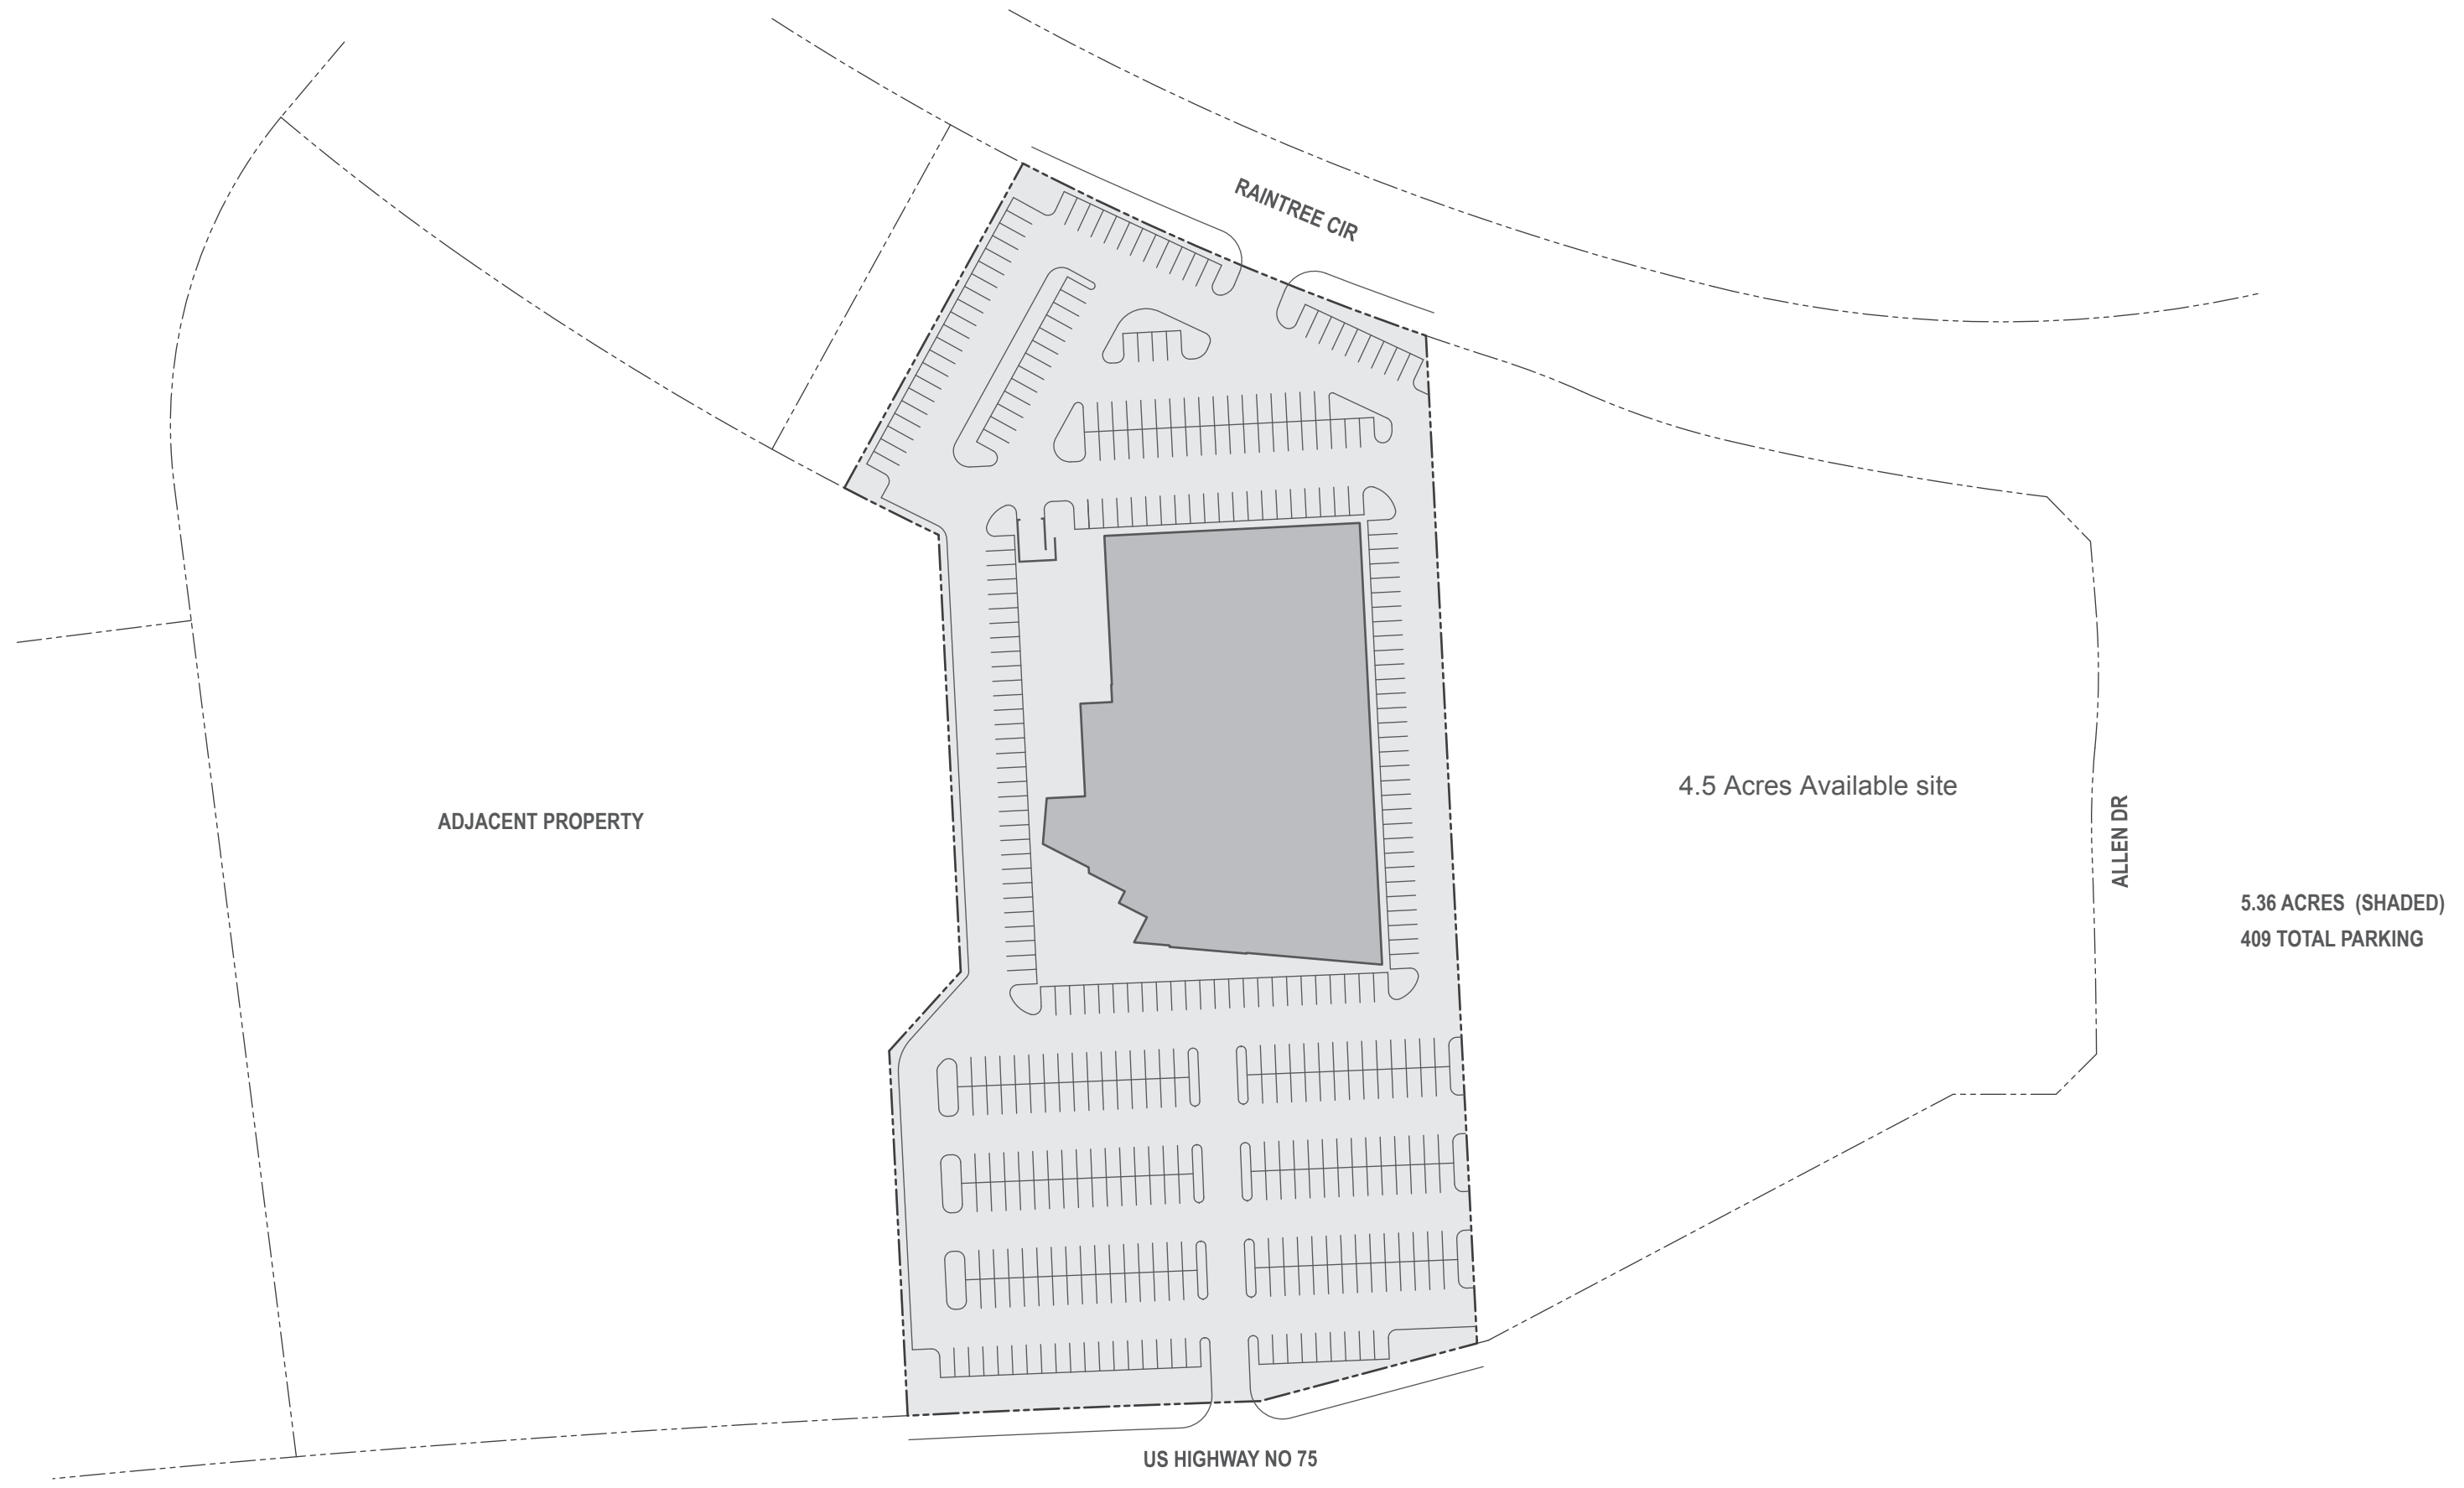 RAINTREE CIR
4.5 Acres Available site
ADJACENT PROPERTY
ALLEN DR
5.36 ACRES (SHADED)
409 TOTAL PARKING
US HIGHWAY NO 75